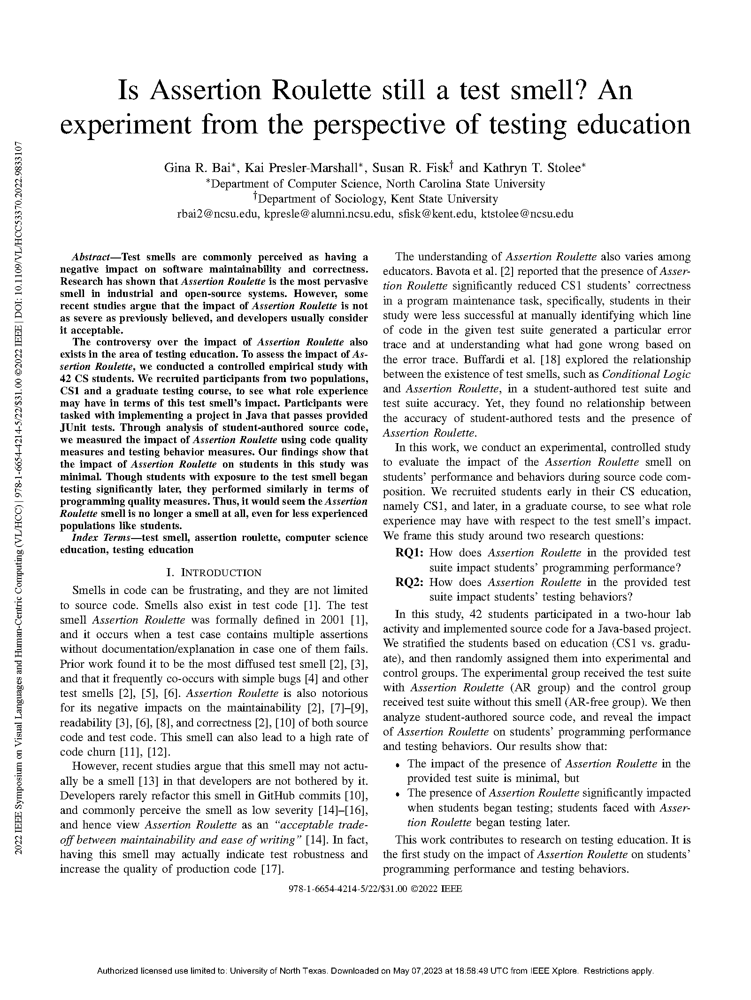 Is Assertion Roulette still a test smell? An
experiment from the perspective of testing education
Gina R. Bai*, Kai Presler-Marshall*, Susan R. Fisk† and Kathryn T. Stolee*
*Department of Computer Science, North Carolina State University
†Department of Sociology, Kent State University
rbai2@ncsu.edu, kpresle@alumni.ncsu.edu, sfisk@kent.edu, ktstolee@ncsu.edu
Abstract—Test smells are commonly perceived as having a
negative impact on software maintainability and correctness.
Research has shown that Assertion Roulette is the most pervasive
smell in industrial and open-source systems. However, some
recent studies argue that the impact of Assertion Roulette is not
as severe as previously believed, and developers usually consider
it acceptable.
The controversy over the impact of Assertion Roulette also
exists in the area of testing education. To assess the impact of As-
sertion Roulette, we conducted a controlled empirical study with
42 CS students. We recruited participants from two populations,
CS1 and a graduate testing course, to see what role experience
may have in terms of this test smell's impact. Participants were
tasked with implementing a project in Java that passes provided
JUnit tests. Through analysis of student-authored source code,
we measured the impact of Assertion Roulette using code quality
measures and testing behavior measures. Our findings show that
the impact of Assertion Roulette on students in this study was
minimal. Though students with exposure to the test smell began
testing significantly later, they performed similarly in terms of
programming quality measures. Thus, it would seem the Assertion
Roulette smell is no longer a smell at all, even for less experienced
populations like students.
Index Terms—test smell, assertion roulette, computer science
education, testing education
I. INTRODUCTION
Smells in code can be frustrating, and they are not limited
to source code. Smells also exist in test code [1]. The test
smell Assertion Roulette was formally defined in 2001 [1],
and it occurs when a test case contains multiple assertions
without documentation/explanation in case one of them fails.
Prior work found it to be the most diffused test smell [2], [3],
and that it frequently co-occurs with simple bugs [4] and other
test smells [2], [5], [6]. Assertion Roulette is also notorious
for its negative impacts on the maintainability [2], [7]–[9],
readability [3], [6], [8], and correctness [2], [10] of both source
code and test code. This smell can also lead to a high rate of
code churn [11], [12].
However, recent studies argue that this smell may not actu-
ally be a smell [13] in that developers are not bothered by it.
Developers rarely refactor this smell in GitHub commits [10],
and commonly perceive the smell as low severity [14]–[16],
and hence view Assertion Roulette as an “acceptable trade-
off between maintainability and ease of writing” [14]. In fact,
having this smell may actually indicate test robustness and
increase the quality of production code [17].
The understanding of Assertion Roulette also varies among
educators. Bavota et al. [2] reported that the presence of Asser-
tion Roulette significantly reduced CS1 students' correctness
in a program maintenance task, specifically, students in their
study were less successful at manually identifying which line
of code in the given test suite generated a particular error
trace and at understanding what had gone wrong based on
the error trace. Buffardi et al. [18] explored the relationship
between the existence of test smells, such as Conditional Logic
and Assertion Roulette, in a student-authored test suite and
test suite accuracy. Yet, they found no relationship between
the accuracy of student-authored tests and the presence of
Assertion Roulette.
In this work, we conduct an experimental, controlled study
to evaluate the impact of the Assertion Roulette smell on
students' performance and behaviors during source code com-
position. We recruited students early in their CS education,
namely CS1, and later, in a graduate course, to see what role
experience may have with respect to the test smell's impact.
We frame this study around two research questions:
RQ1: How does Assertion Roulette in the provided test
suite impact students' programming performance?
RQ2: How does Assertion Roulette in the provided test
suite impact students' testing behaviors?
In this study, 42 students participated in a two-hour lab
activity and implemented source code for a Java-based project.
We stratified the students based on education (CS1 vs. gradu-
ate), and then randomly assigned them into experimental and
control groups. The experimental group received the test suite
with Assertion Roulette (AR group) and the control group
received test suite without this smell (AR-free group). We then
analyze student-authored source code, and reveal the impact
of Assertion Roulette on students' programming performance
and testing behaviors. Our results show that:
• The impact of the presence of Assertion Roulette in the
provided test suite is minimal, but
• The presence of Assertion Roulette significantly impacted
when students began testing; students faced with Asser-
tion Roulette began testing later.
This work contributes to research on testing education. It is
the first study on the impact of Assertion Roulette on students'
programming performance and testing behaviors.
978-1-6654-4214-5/22/$31.00 ©2022 IEEE
2022 IEEE Symposium on Visual Languages and Human-Centric Computing (VL/HCC) | 978-1-6654-4214-5/22/$31.00 ©2022 IEEE | DOI: 10.1109/VL/HCC53370.2022.9833107
Authorized licensed use limited to: University of North Texas. Downloaded on May 07,2023 at 18:58:49 UTC from IEEE Xplore. Restrictions apply.